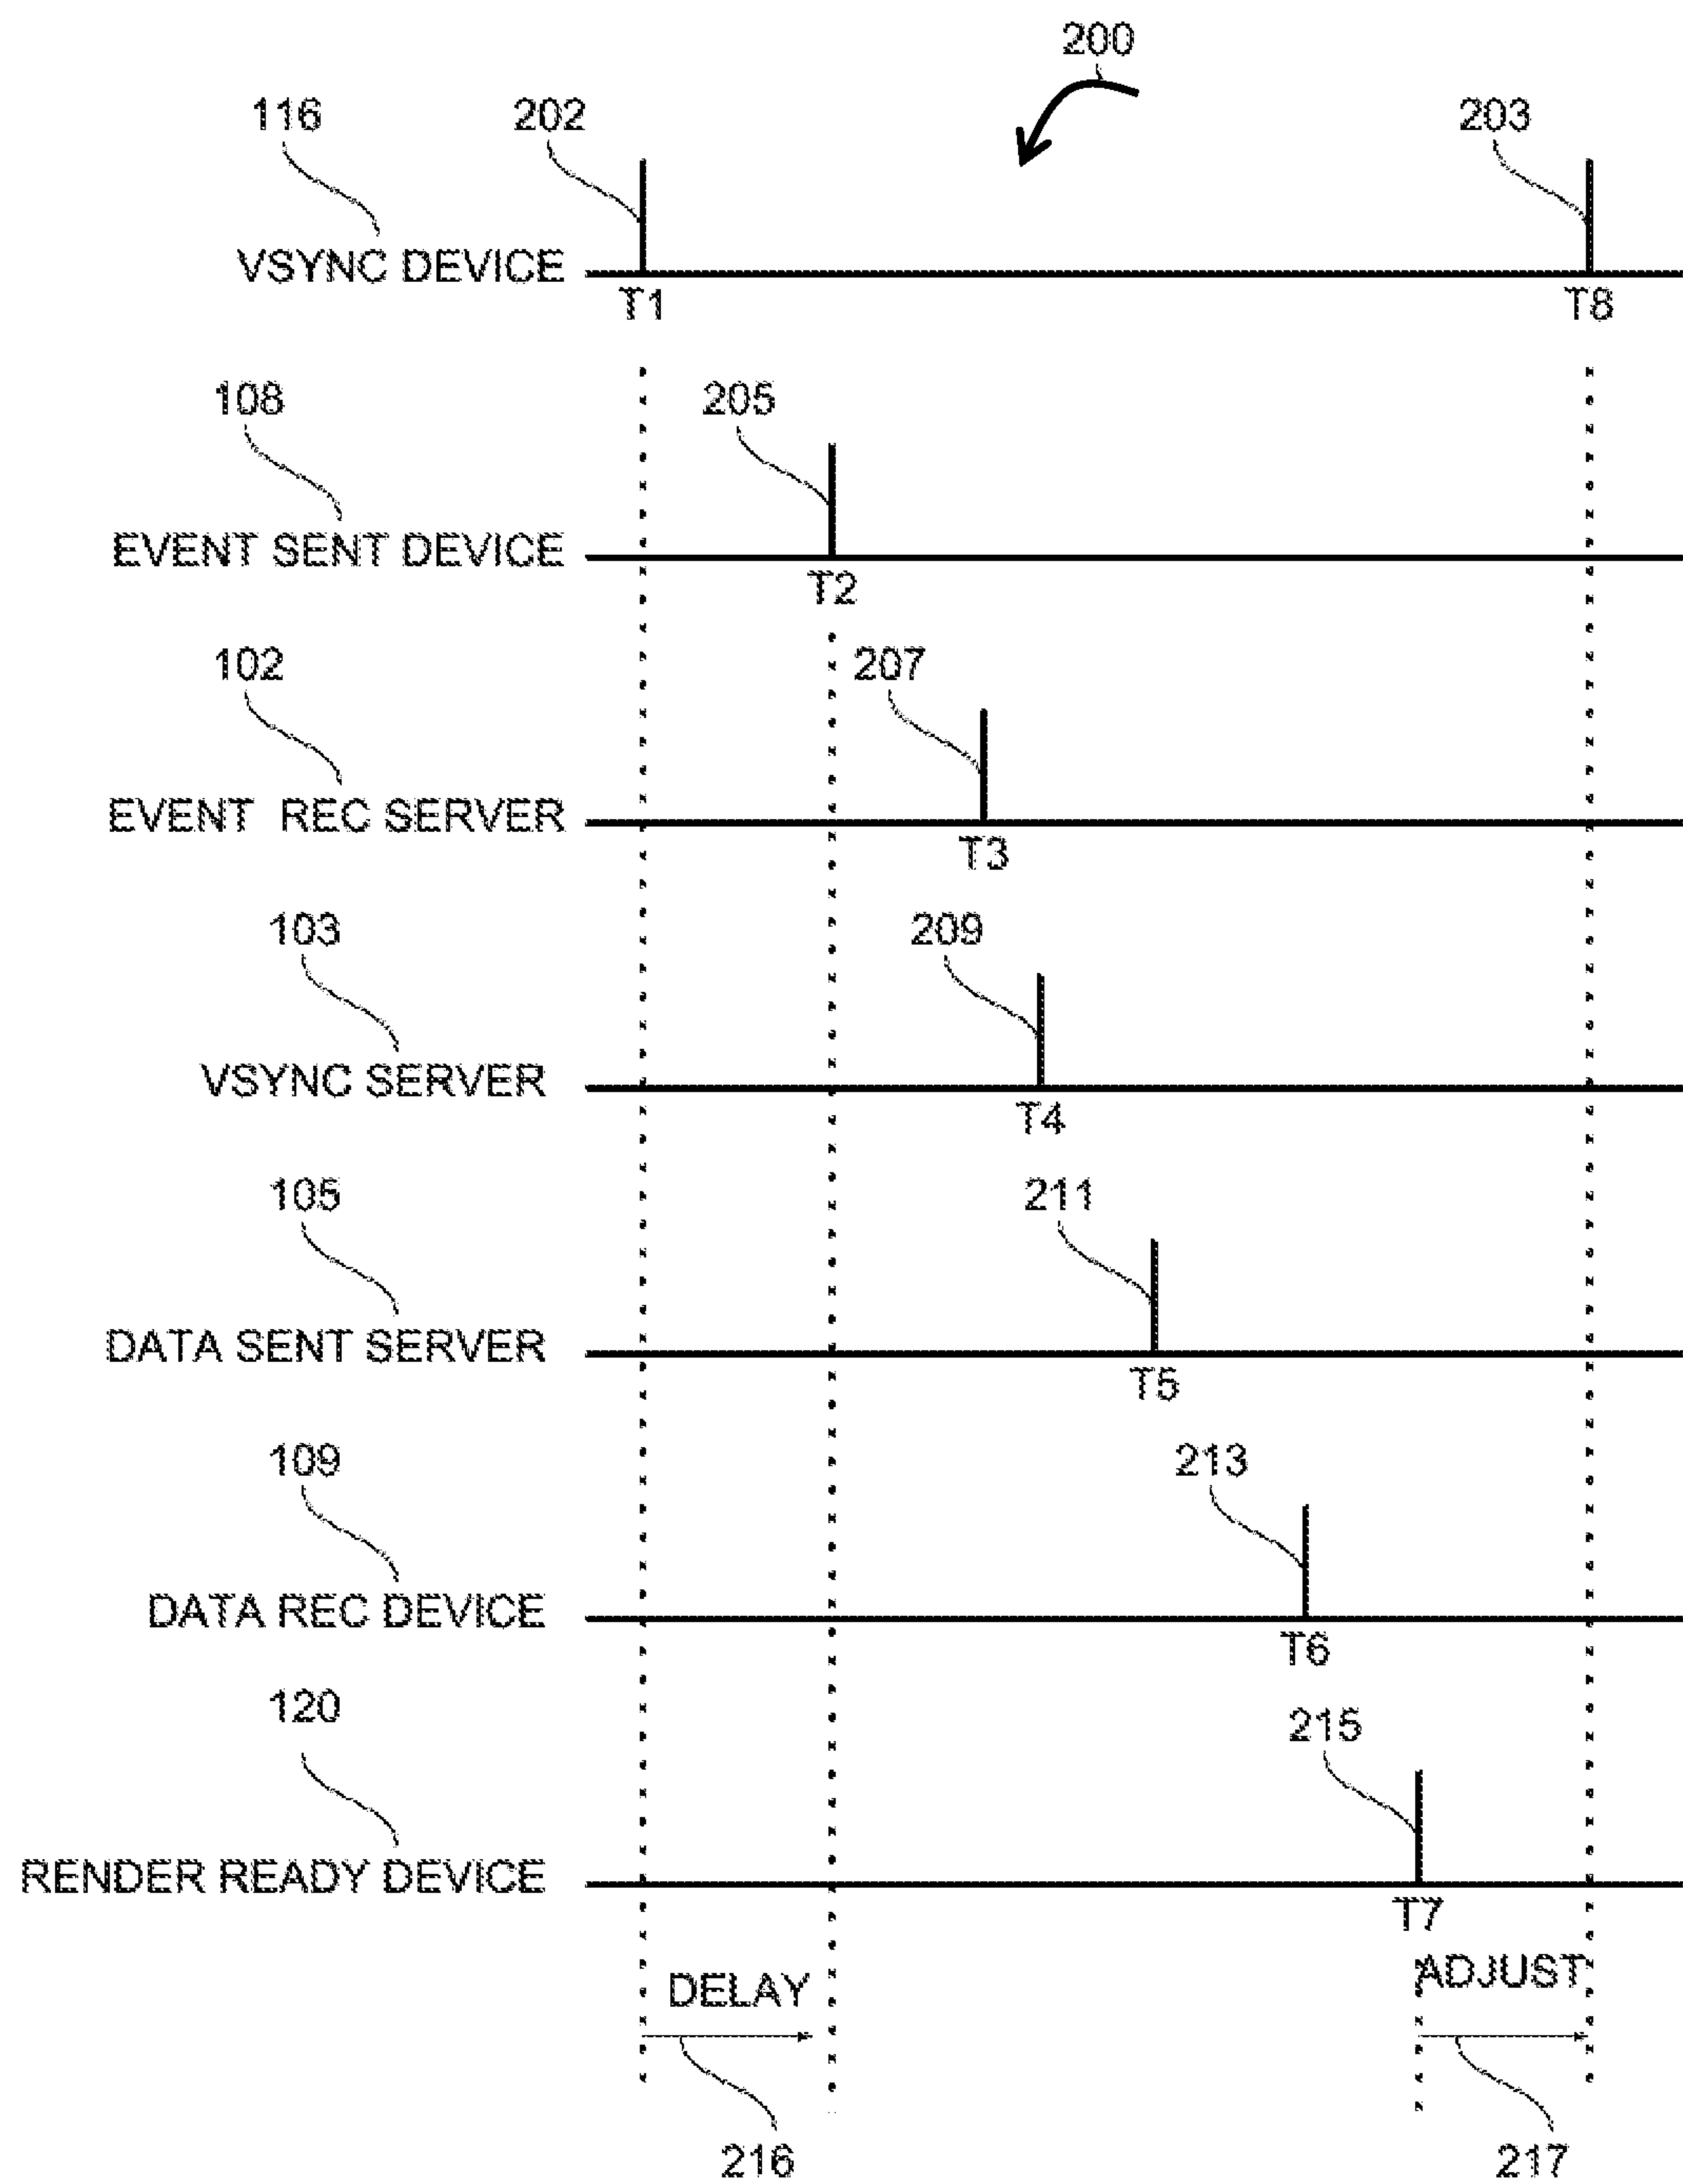 200
116 202 203
VSYNC DEVICE
T1 T8
108 205
EVENT SENT DEVICE
T2
102 207
EVENT REC SERVER
T3
103 209
VSYNC SERVER
T4
105 211
DATA SENT SERVER
T5
109 213
DATA REC DEVICE
T6
120 215
RENDER READY DEVICE
T7
DELAY ADJUST
216 217